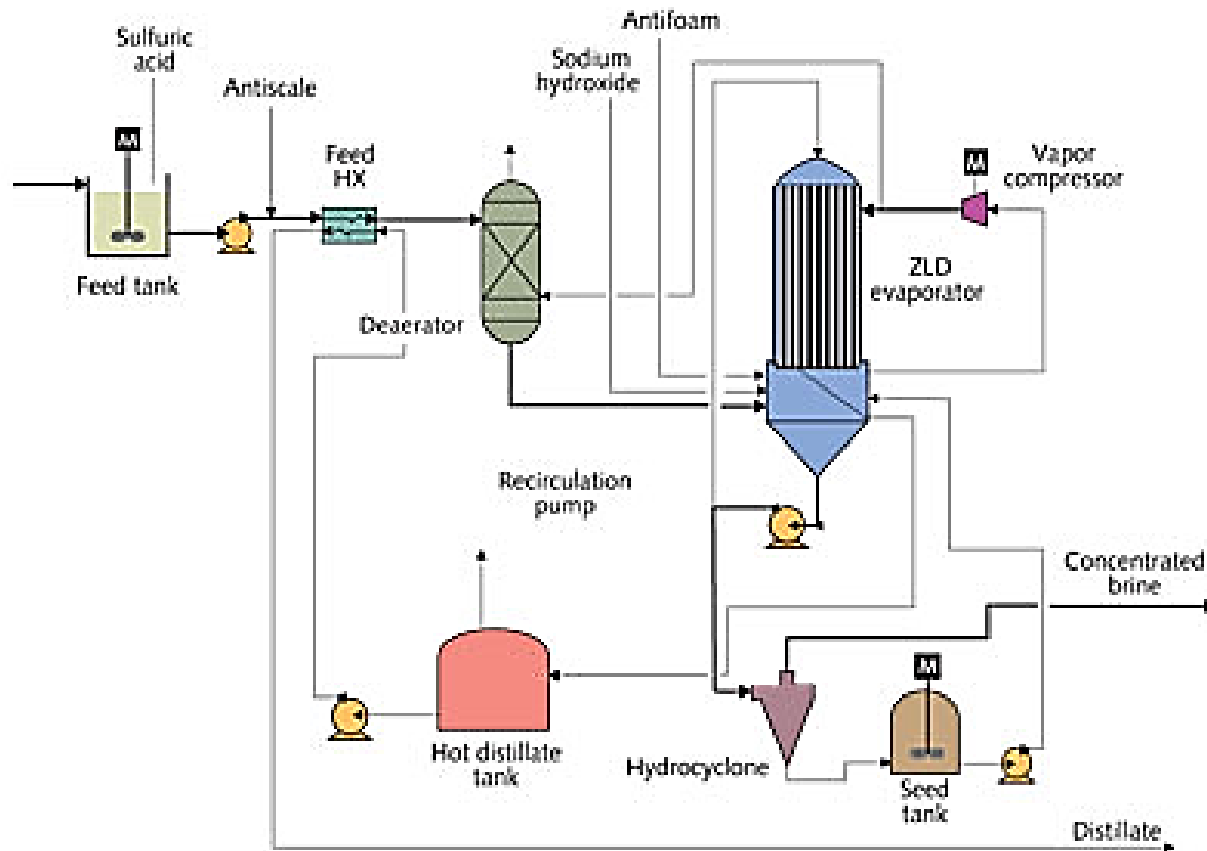 Antifoam
Sulfuric
acid
Sodium
hydroxide
Antiscale
M
Feed
HX
M
Vapor
compressor
Feed tank
ZLD
evaporator
Deaerator
Recirculation
pump
Concentrated
brine
M
Hot distillate
tank
Hydrocyclone
Seed
tank
Distillate